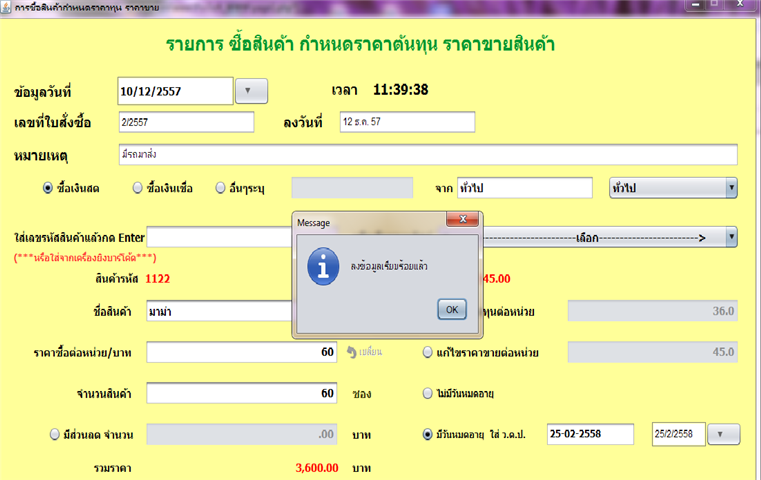 การซื้อสินค้ากำหนดราคาทุน ราคาขาย
รายการ ซื้อสินค้า กำหนดราคาต้นทุน ราคาขายสินค้า
ข้อมูลวันที่ 10/12/2557 เวลา 11:39:38
เลขที่ใบสั่งซื้อ 2/2557 ลงวันที่ 12 ธ.ค. 57
หมายเหตุ มีรถมาส่ง
ซื้อเงินสด ซื้อเงินเชื่อ อื่นๆระบุ จาก ทั่วไป ทั่วไป
Message
ใส่เลขรหัสสินค้าแล้วกด Enter -----------------------เลือก------------------------->
(***หรือใส่จากเครื่องยิงบาร์โค้ด***)
ลงข้อมูลเรียบร้อยแล้ว
สินค้ารหัส 1122 45.00
OK
ชื่อสินค้า มาม่า ทุนต่อหน่วย 36.0
ราคาซื้อต่อหน่วย/บาท 60 เปลี่ยน แก้ไขราคาขายต่อหน่วย 45.0
จำนวนสินค้า 60 ซอง ไม่มีวันหมดอายุ
มีส่วนลด จำนวน .00 บาท มีวันหมดอายุ ใส่ ว.ด.ป. 25-02-2558 25/2/2558
รวมราคา 3,600.00 บาท